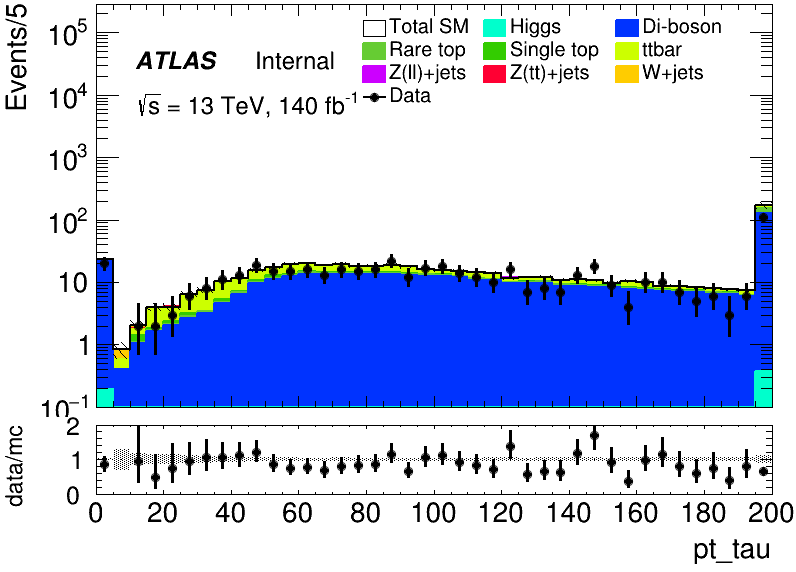 Events/5
10⁵
10⁴
10³
10²
10
1
10⁻¹
ATLAS Internal
√s = 13 TeV, 140 fb⁻¹
Total SM Higgs Di-boson
Rare top Single top ttbar
Z(ll)+jets Z(tt)+jets W+jets
Data
data/mc
2
1
0
0 20 40 60 80 100 120 140 160 180 200
pt_tau